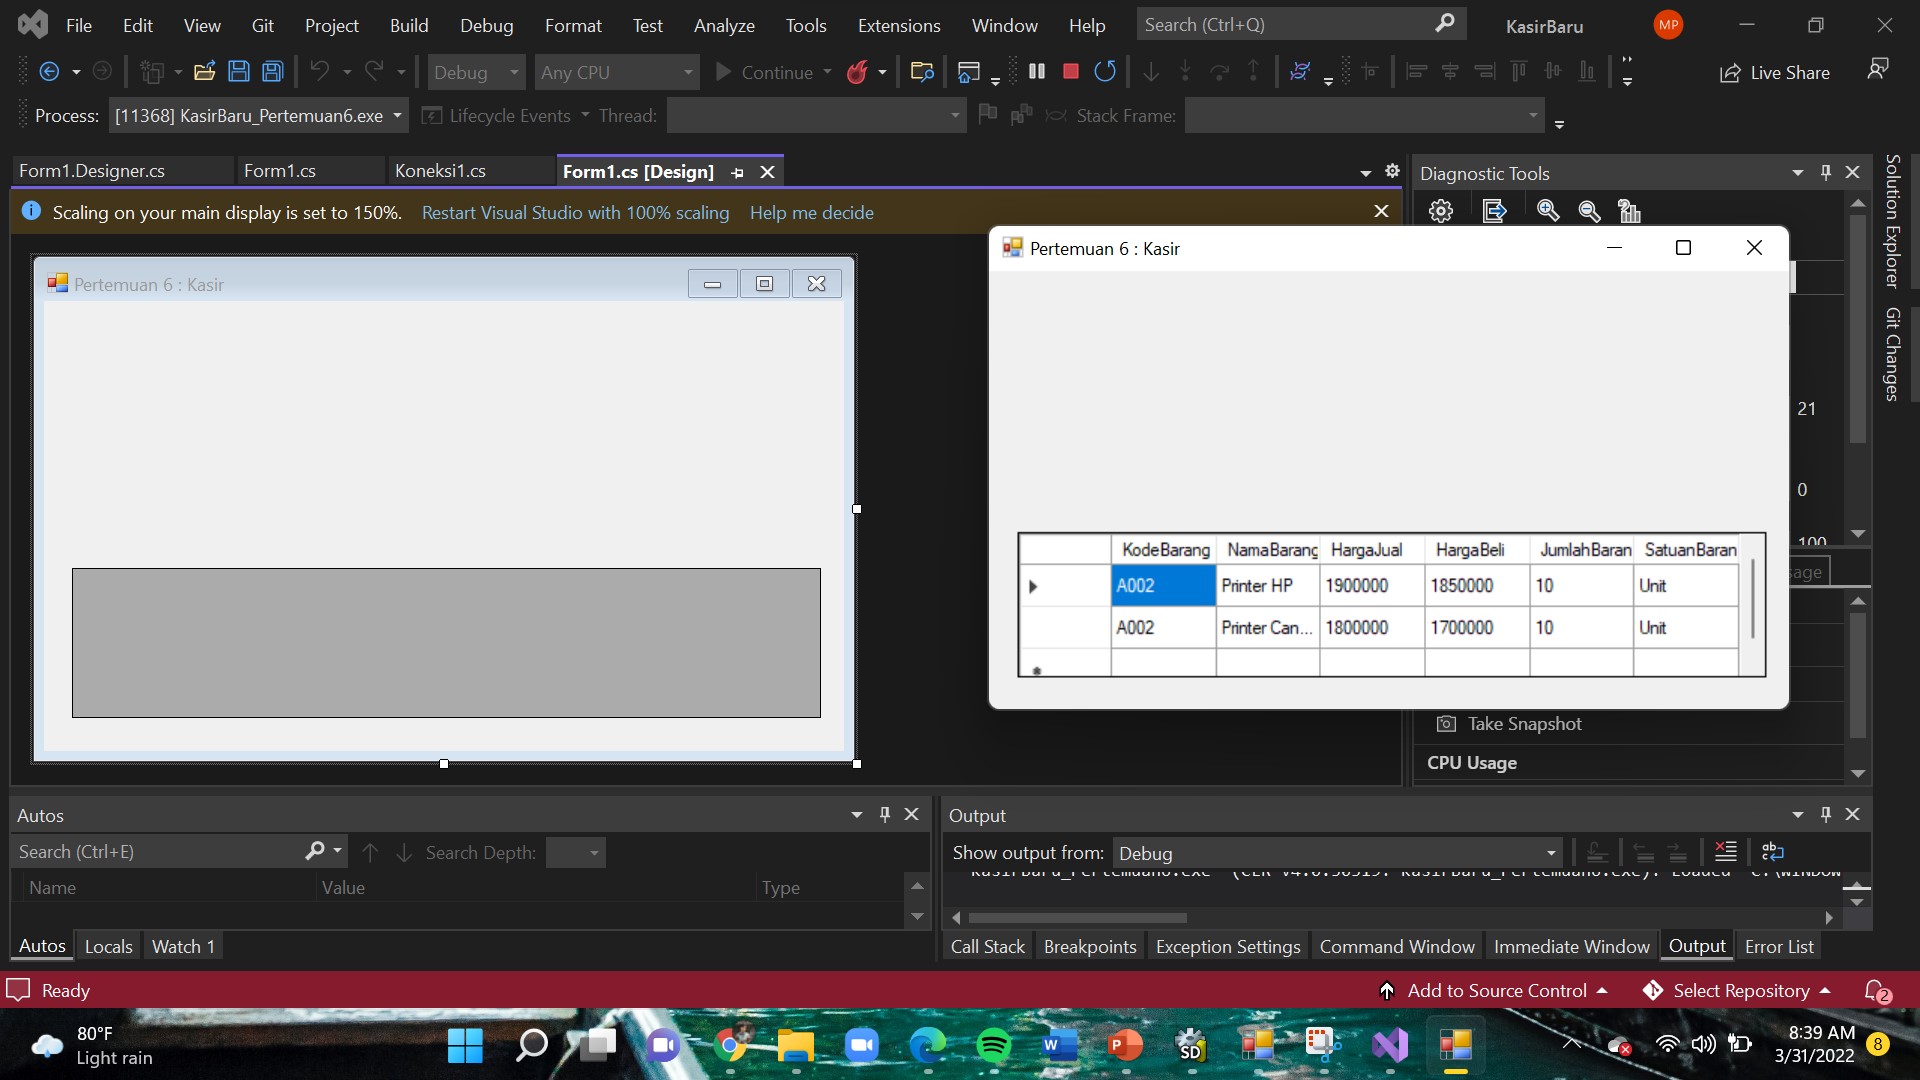 File Edit View Git Project Build Debug Format Test Analyze Tools Extensions Window Help Search (Ctrl+Q) KasirBaru MP
Debug Any CPU Continue Live Share
Process: [11368] KasirBaru_Pertemuan6.exe Lifecycle Events Thread: Stack Frame:
Form1.Designer.cs Form1.cs Koneksi1.cs Form1.cs [Design]
Scaling on your main display is set to 150%. Restart Visual Studio with 100% scaling Help me decide
Pertemuan 6 : Kasir
Pertemuan 6 : Kasir
KodeBarang NamaBarang HargaJual HargaBeli JumlahBaran SatuanBaran
A002 Printer HP 1900000 1850000 10 Unit
A002 Printer Can... 1800000 1700000 10 Unit
Diagnostic Tools
21
0
100
sage
Take Snapshot
CPU Usage
Solution Explorer
Git Changes
Autos
Search (Ctrl+E) Search Depth:
Name Value Type
Autos Locals Watch 1
Output
Show output from: Debug
Call Stack Breakpoints Exception Settings Command Window Immediate Window Output Error List
Ready Add to Source Control Select Repository 2
80°F
Light rain
8:39 AM
3/31/2022
8